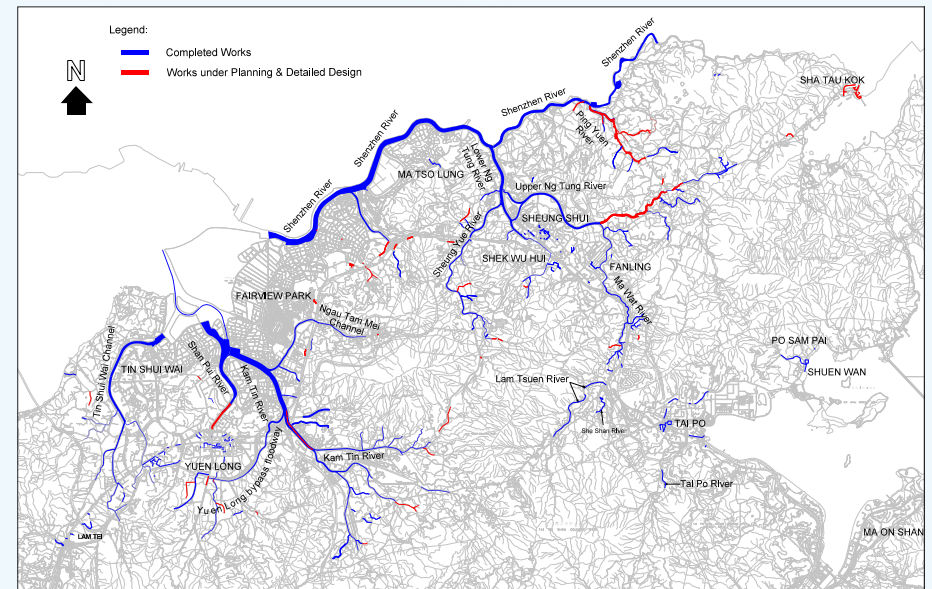 Legend:
Completed Works
Works under Planning & Detailed Design
N
Shenzhen River
SHA TAU KOK
Shenzhen River
Ping Yuen
River
Shenzhen River
Lower Ng
Tung River
MA TSO LUNG
Upper Ng Tung River
Shenzhen River
SHEUNG SHUI
Sheung Yue River
SHEK WU HUI
FANLING
Ma Wat River
FAIRVIEW PARK
Ngau Tam Mei
Channel
PO SAM PAI
SHUEN WAN
Tin Shui Wai Channel
TIN SHUI WAI
Shan Pui River
Kam Tin River
Lam Tsuen River
She Shan River
TAI PO
Kam Tin River
YUEN LONG
Yuen Long bypass floodway
Tai Po River
LAM TEI
MA ON SHAN